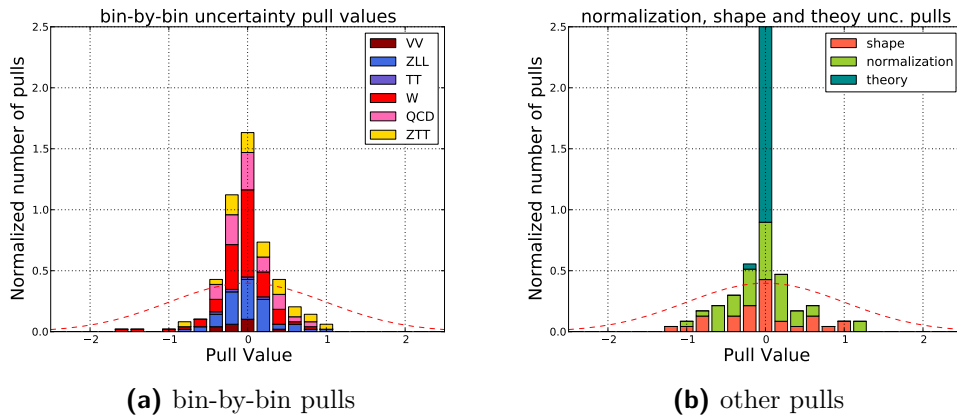 bin-by-bin uncertainty pull values
Normalized number of pulls
2.5
2.0
1.5
1.0
0.5
0.0
−2
−1
0
1
2
Pull Value
VV
ZLL
TT
W
QCD
ZTT
(a) bin-by-bin pulls
normalization, shape and theoy unc. pulls
Normalized number of pulls
2.5
2.0
1.5
1.0
0.5
0.0
−2
−1
0
1
2
Pull Value
shape
normalization
theory
(b) other pulls